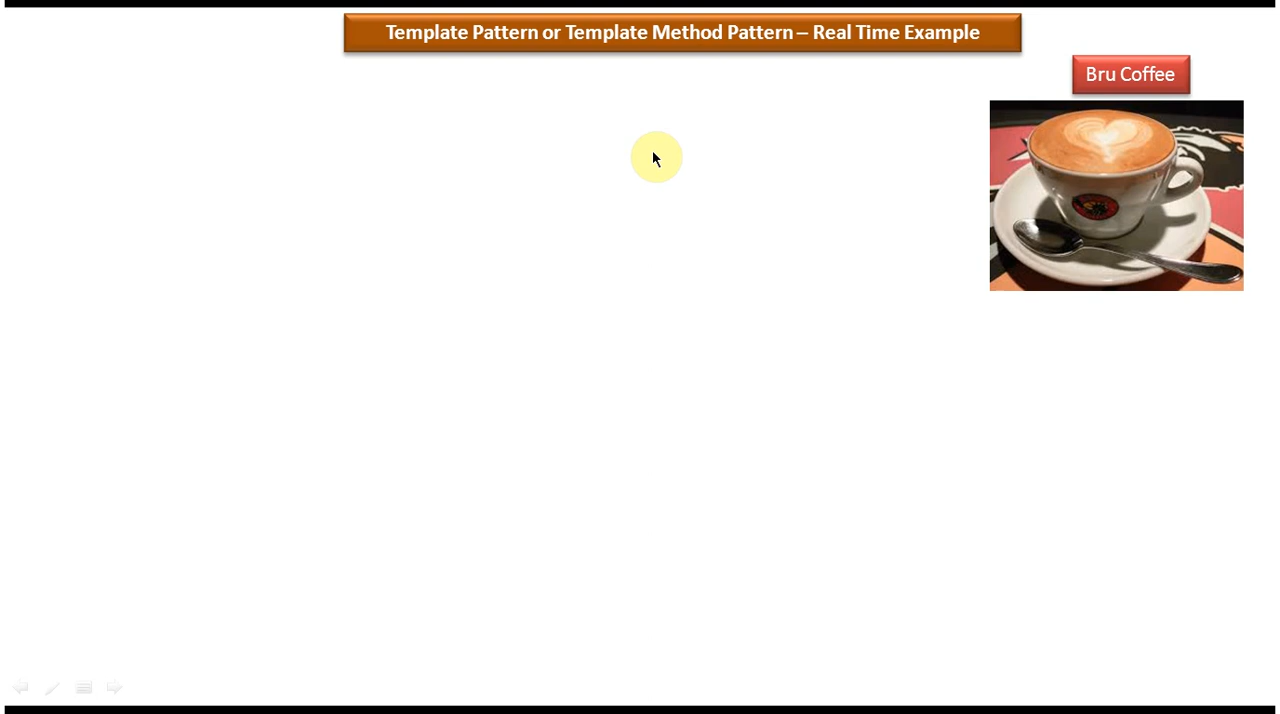 Template Pattern or Template Method Pattern – Real Time Example
Bru Coffee